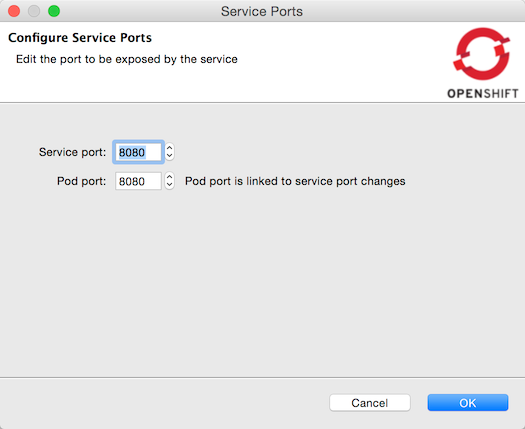 Service Ports
Configure Service Ports
Edit the port to be exposed by the service
OPENSHIFT
Service port: 8080
Pod port: 8080 Pod port is linked to service port changes
Cancel OK